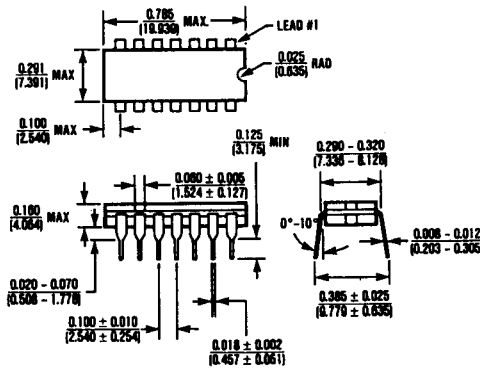 0.785 MAX.
(19.939)
LEAD #1
0.291 MAX
(7.391)
0.025 RAD
(0.635)
0.100 MAX
(2.540)
0.125 MIN
(3.175)
0.290 – 0.320
(7.336 – 8.128)
0.060 ± 0.005
(1.524 ± 0.127)
0.160 MAX
(4.064)
0°–10°
0.008 – 0.012
(0.203 – 0.305)
0.020 – 0.070
(0.508 – 1.778)
0.385 ± 0.025
(9.779 ± 0.635)
0.100 ± 0.010
(2.540 ± 0.254)
0.018 ± 0.002
(0.457 ± 0.051)